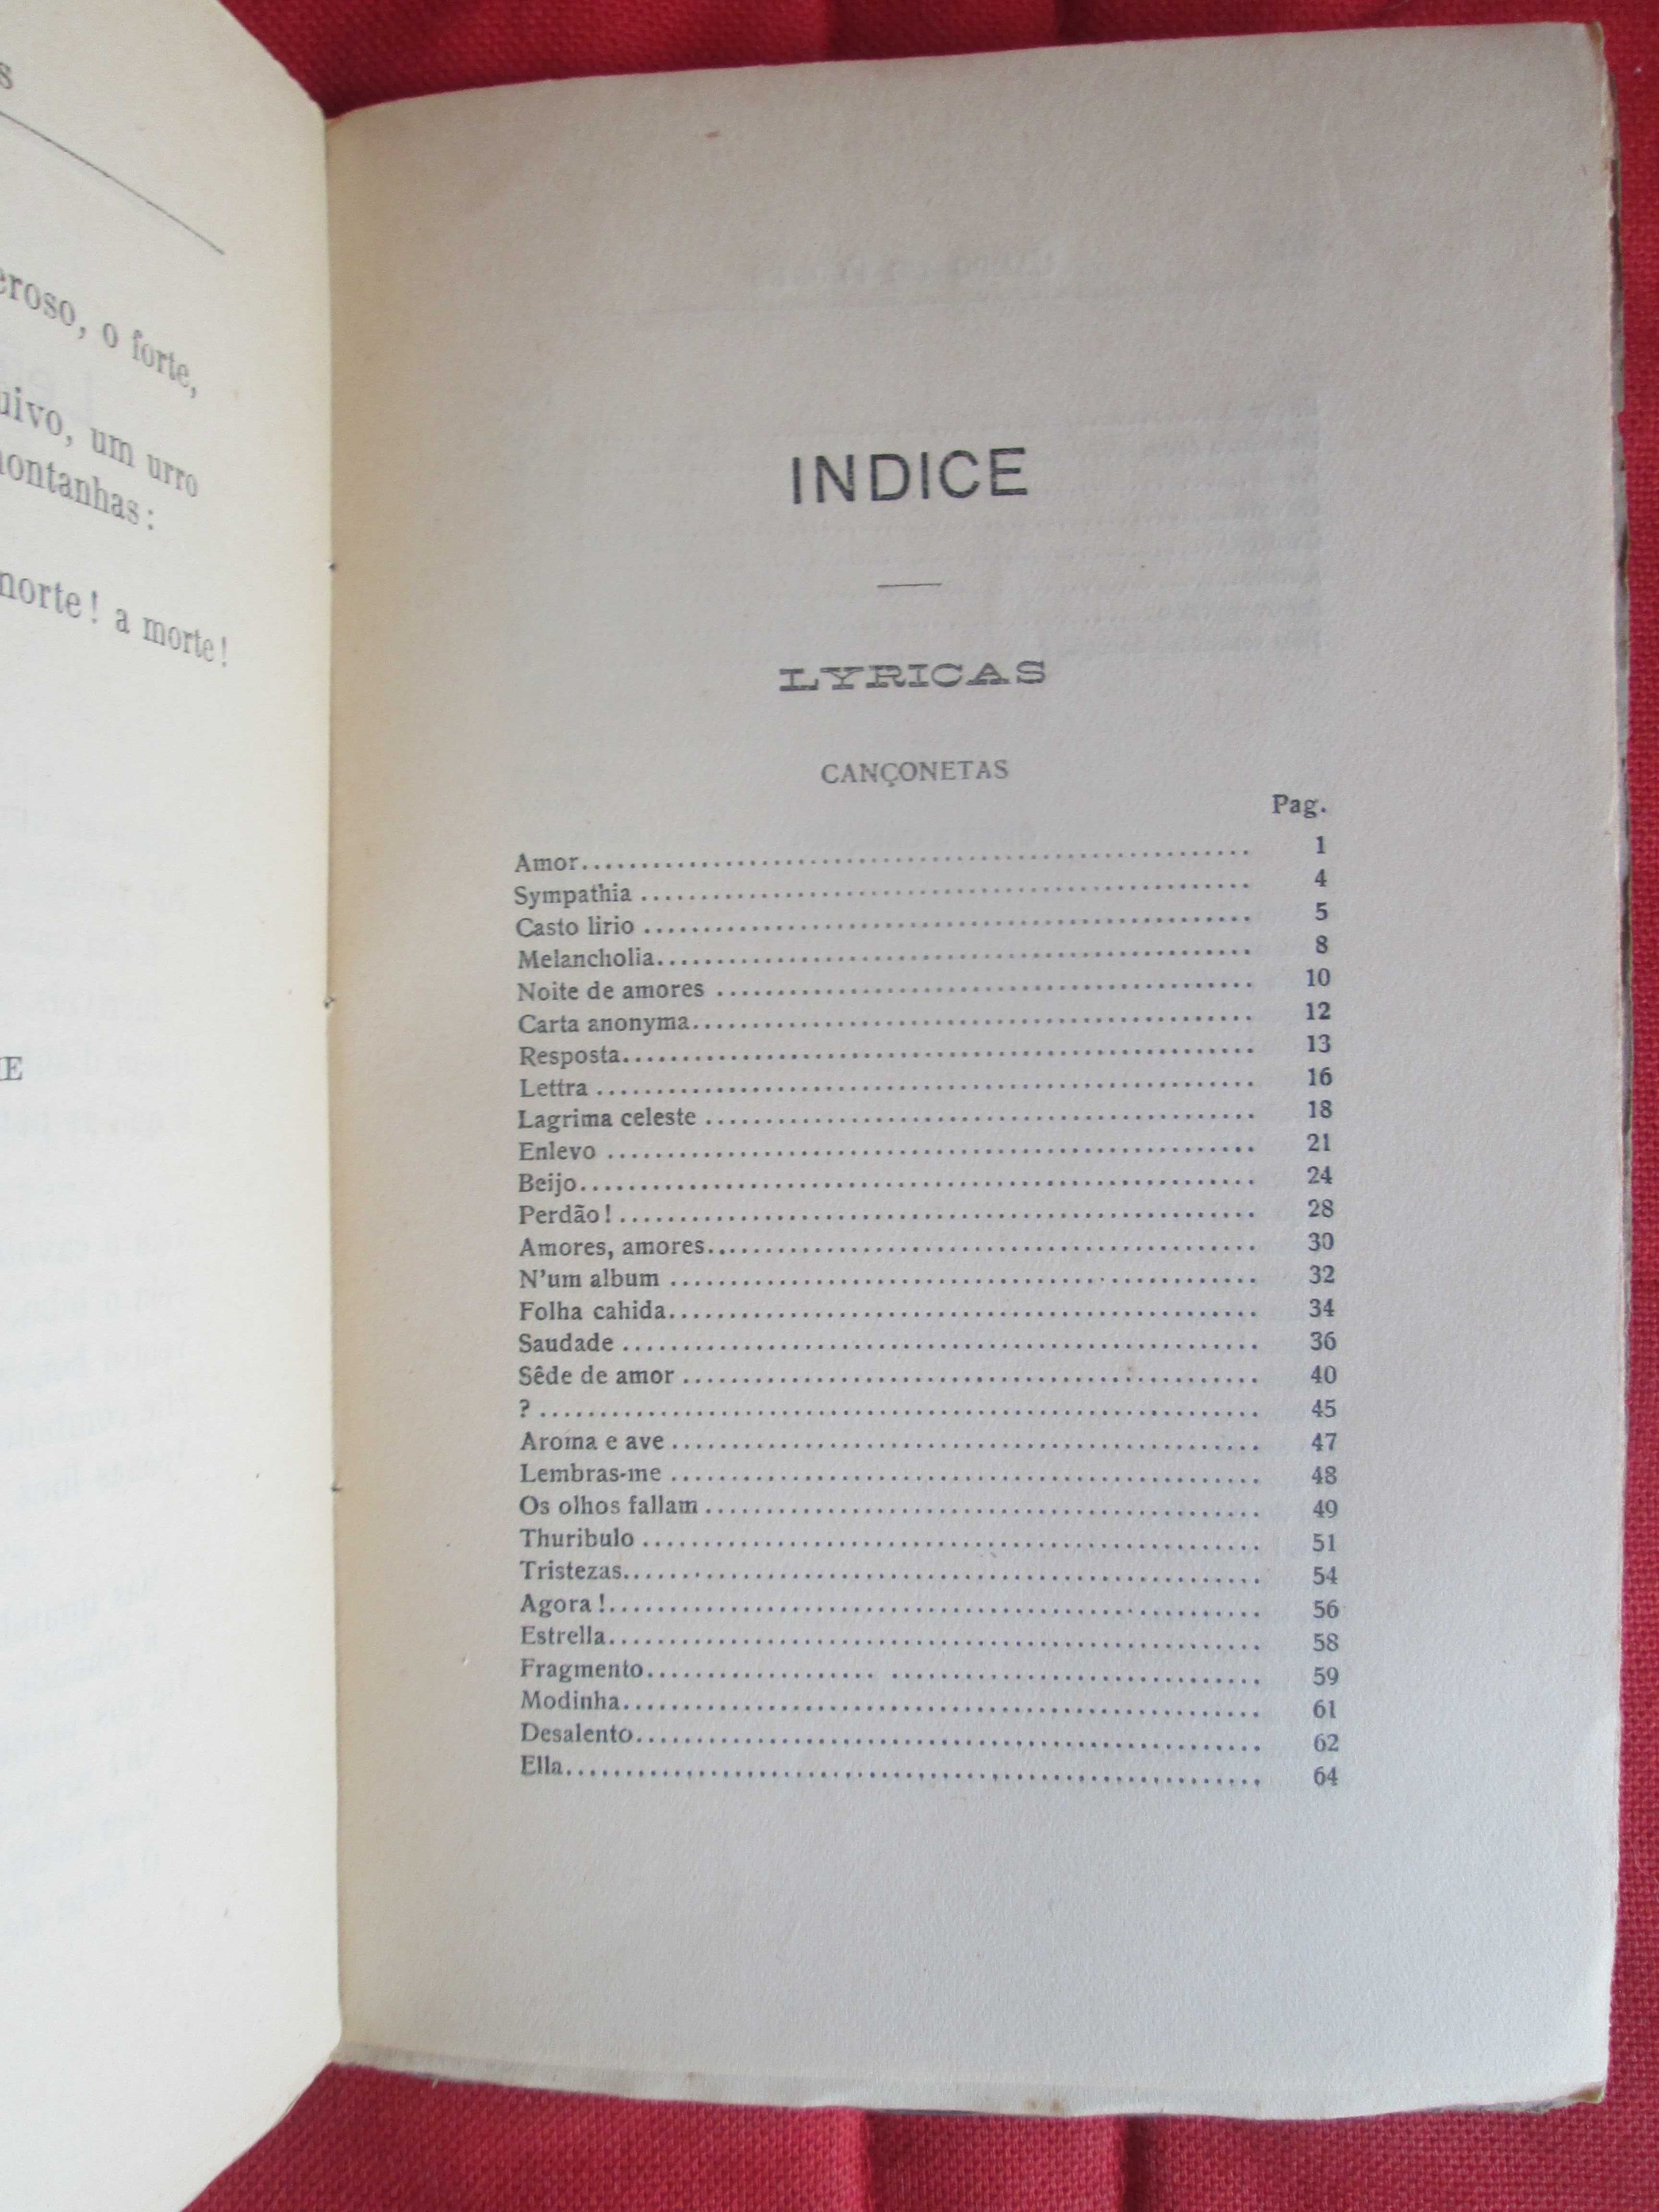 o forte,
um urro
norte! a morte!
INDICE
LYRICAS
CANÇONETAS
Pag.
Amor.................................................. 1
Sympathia .................................................. 4
Casto lirio .................................................. 5
Melancholia.................................................. 8
Noite de amores .................................................. 10
Carta anonyma.................................................. 12
Resposta.................................................. 13
Lettra .................................................. 16
Lagrima celeste .................................................. 18
Enlevo .................................................. 21
Beijo.................................................. 24
Perdão! .................................................. 28
Amores, amores.................................................. 30
N'um album .................................................. 32
Folha cahida.................................................. 34
Saudade .................................................. 36
Sêde de amor .................................................. 40
? .................................................. 45
Aroma e ave .................................................. 47
Lembras-me .................................................. 48
Os olhos fallam .................................................. 49
Thuribulo .................................................. 51
Tristezas.................................................. 54
Agora!.................................................. 56
Estrella.................................................. 58
Fragmento.................................................. 59
Modinha.................................................. 61
Desalento.................................................. 62
Ella.................................................. 64